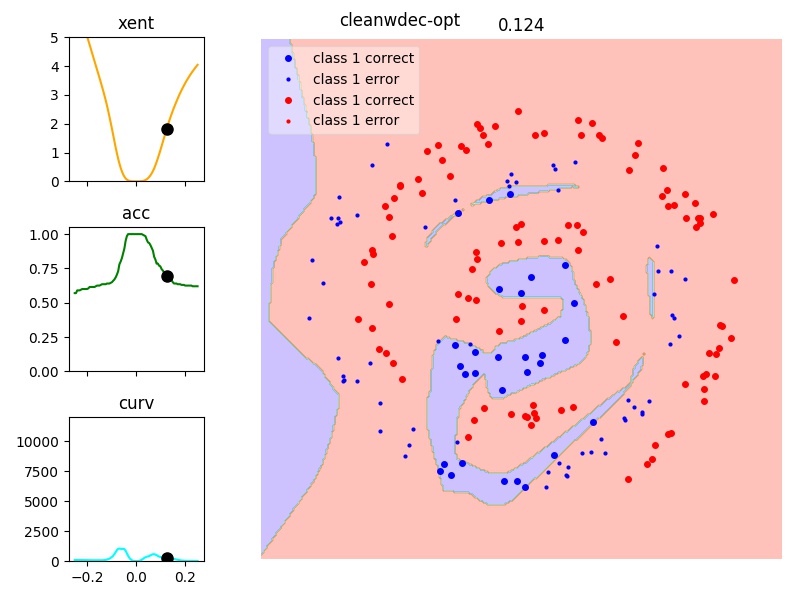 xent
5
4
3
2
1
0
acc
1.00
0.75
0.50
0.25
0.00
curv
10000
7500
5000
2500
0
−0.2 0.0 0.2
cleanwdec-opt 0.124
class 1 correct
class 1 error
class 1 correct
class 1 error